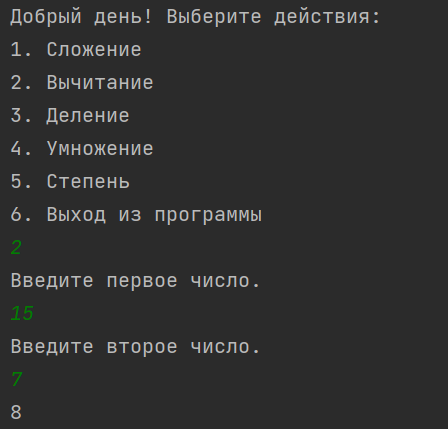 Добрый день! Выберите действия:
1. Сложение
2. Вычитание
3. Деление
4. Умножение
5. Степень
6. Выход из программы
2
Введите первое число.
15
Введите второе число.
7
8